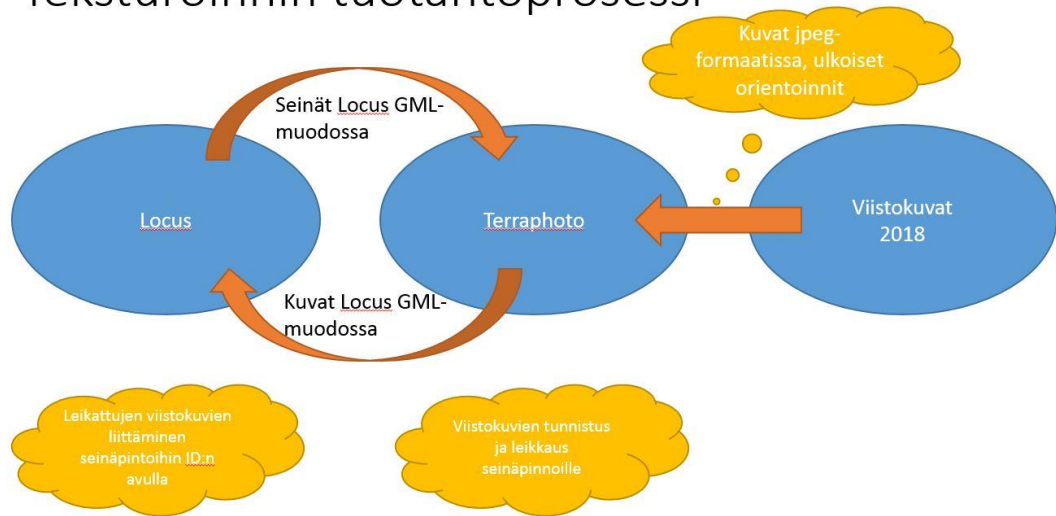 Teksturoinnin tuotantoprosessi
Kuvat jpeg-
formaatissa, ulkoiset
orientoinnit
Seinät Locus GML-
muodossa
Locus
Terraphoto
Viistokuvat
2018
Kuvat Locus GML-
muodossa
Leikattujen viistokuvien
liittäminen
seinäpintoihin ID:n
avulla
Viistokuvien tunnistus
ja leikkaus
seinäpinnoille